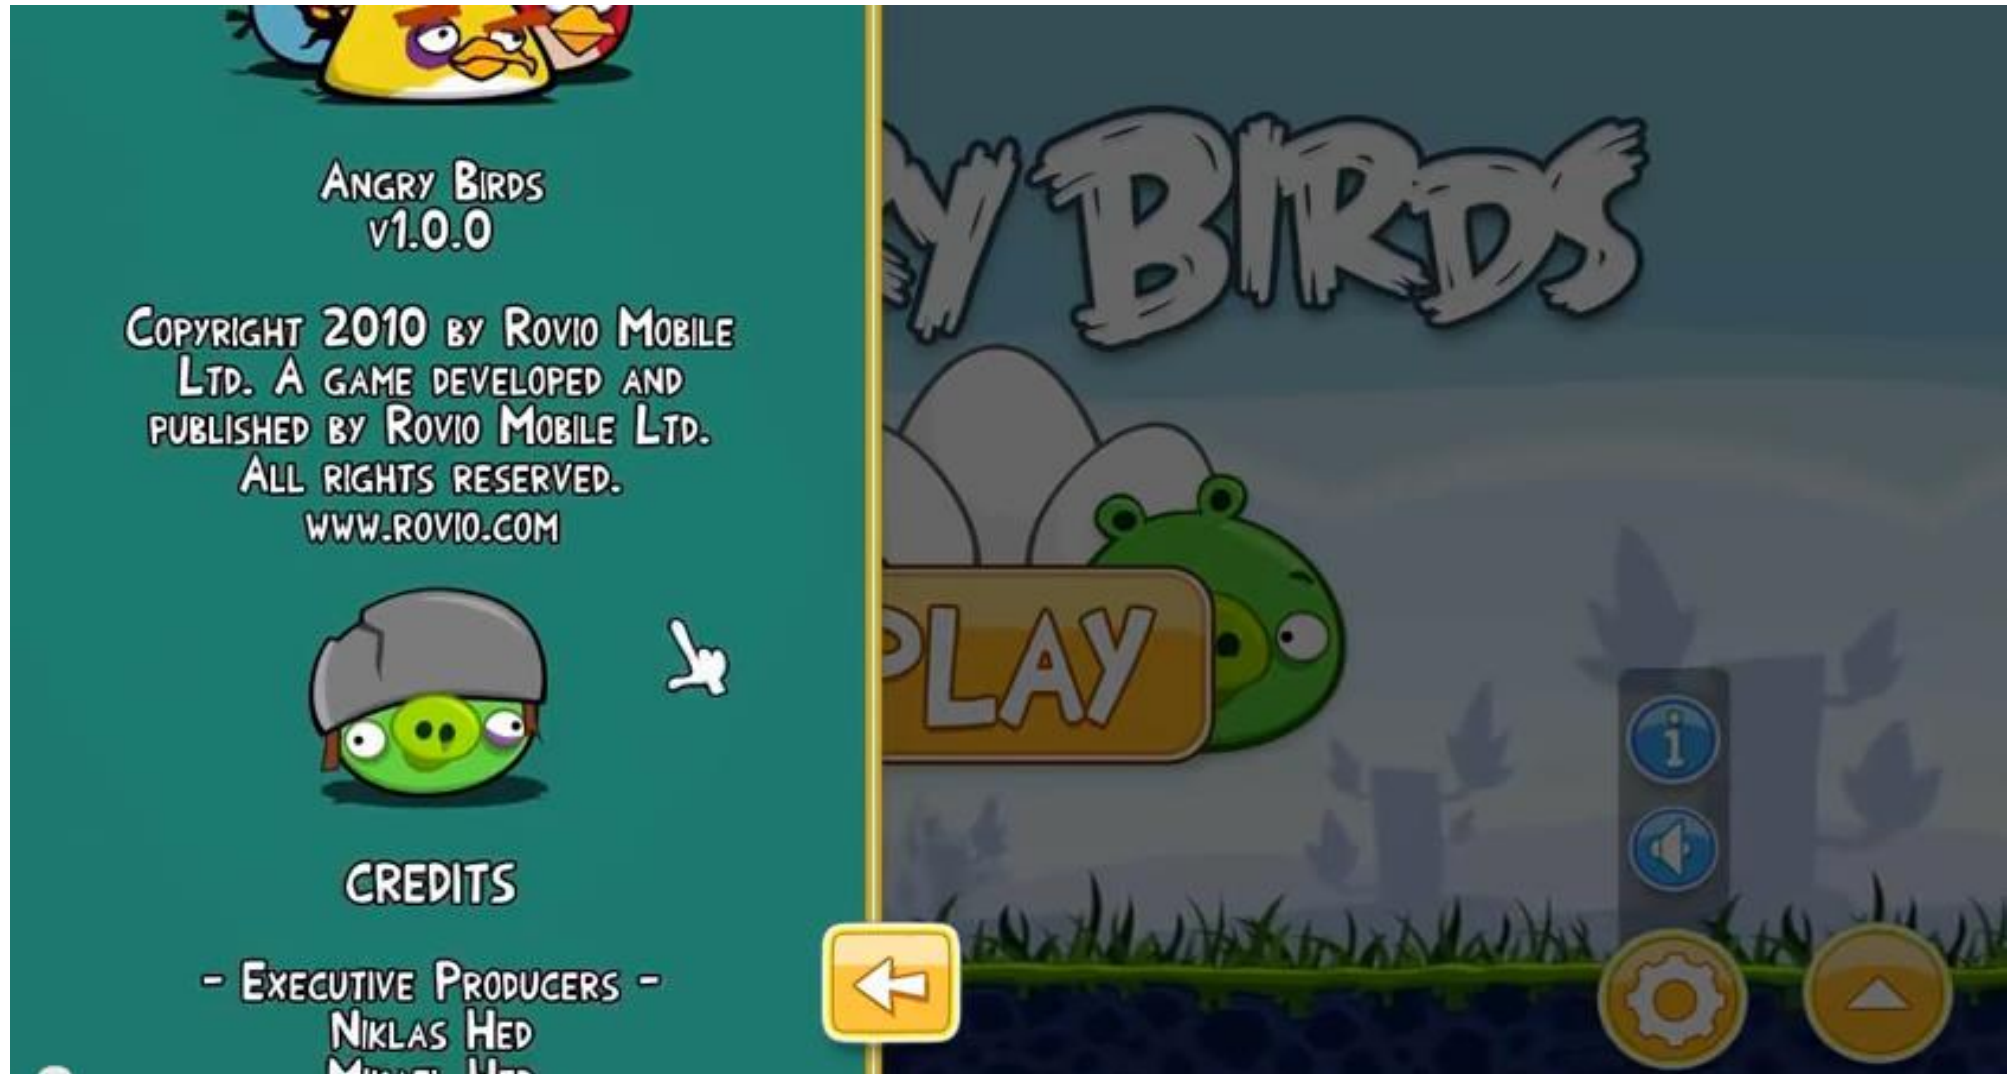 Angry Birds
v1.0.0
Copyright 2010 by Rovio Mobile
Ltd. A game developed and
published by Rovio Mobile Ltd.
All rights reserved.
www.rovio.com
CREDITS
- Executive Producers -
Niklas Hed
Y BIRDS
PLAY
i